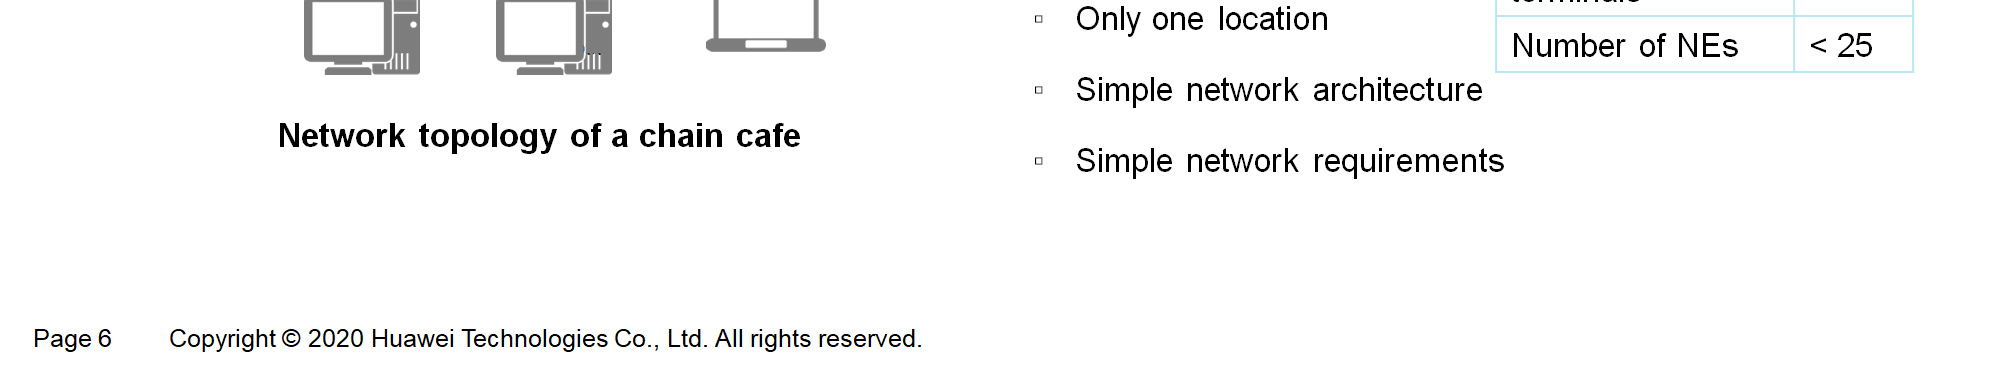 Only one location
Number of NEs < 25
Simple network architecture
Network topology of a chain cafe
Simple network requirements
Page 6 Copyright © 2020 Huawei Technologies Co., Ltd. All rights reserved.